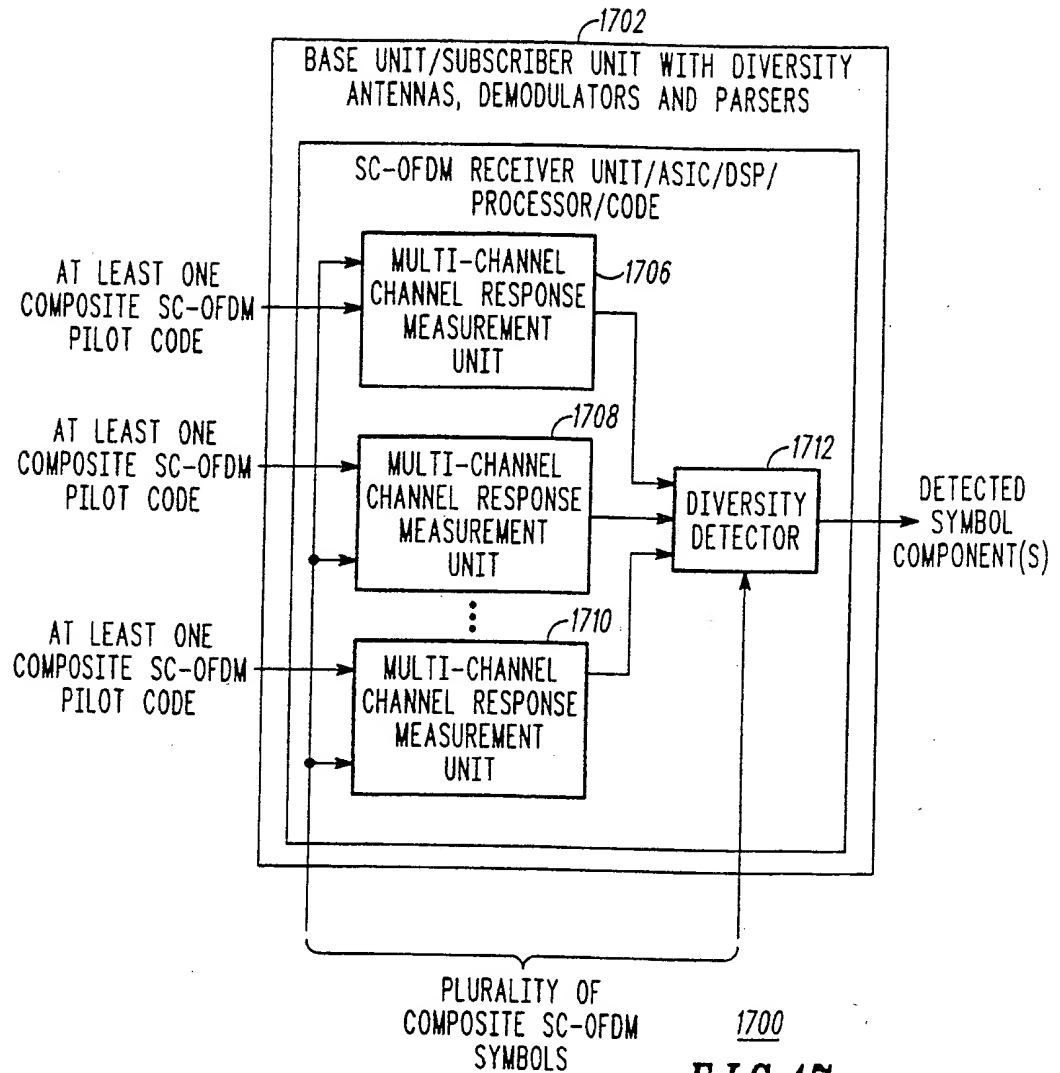 1702
BASE UNIT/SUBSCRIBER UNIT WITH DIVERSITY
ANTENNAS, DEMODULATORS AND PARSERS
SC-OFDM RECEIVER UNIT/ASIC/DSP/
PROCESSOR/CODE
AT LEAST ONE
COMPOSITE SC-OFDM
PILOT CODE
MULTI-CHANNEL
CHANNEL RESPONSE
MEASUREMENT
UNIT
1706
AT LEAST ONE
COMPOSITE SC-OFDM
PILOT CODE
1708
MULTI-CHANNEL
CHANNEL RESPONSE
MEASUREMENT
UNIT
1712
DIVERSITY
DETECTOR
DETECTED
SYMBOL
COMPONENT(S)
AT LEAST ONE
COMPOSITE SC-OFDM
PILOT CODE
1710
MULTI-CHANNEL
CHANNEL RESPONSE
MEASUREMENT
UNIT
PLURALITY OF
COMPOSITE SC-OFDM
SYMBOLS
1700